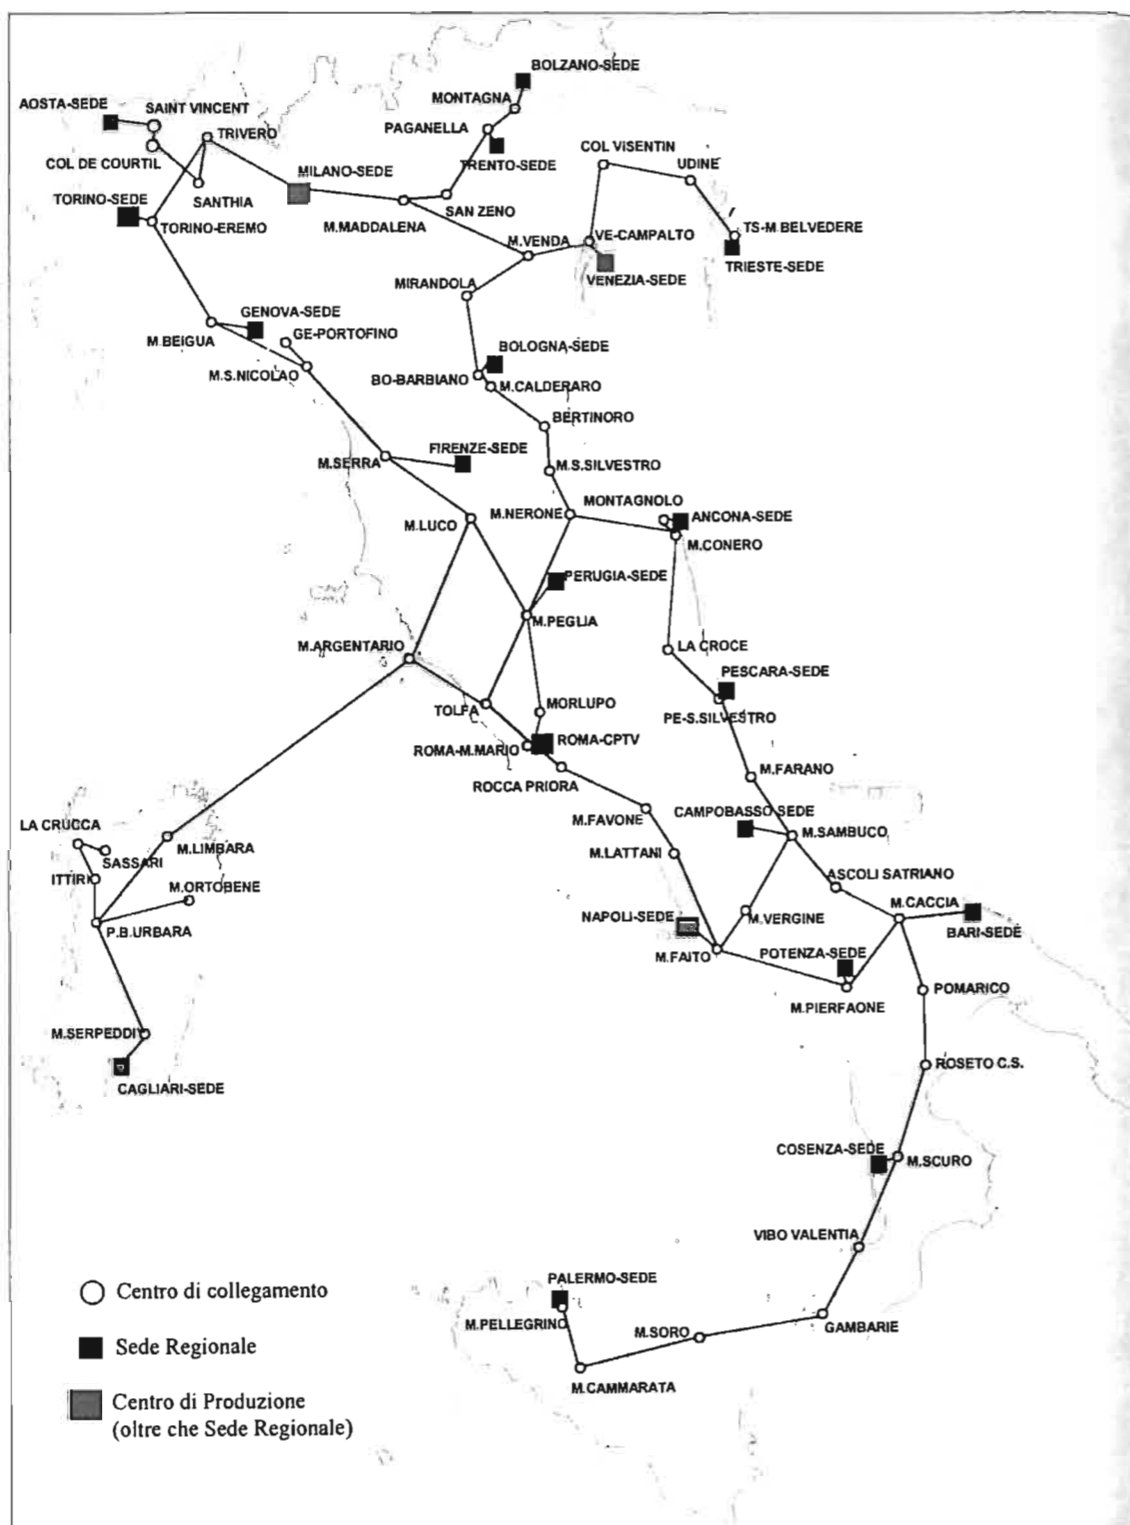 BOLZANO-SEDE
MONTAGNA
AOSTA-SEDE
SAINT VINCENT
PAGANELLA
TRIVERO
COL VISENTIN
UDINE
COL DE COURTIL
MILANO-SEDE
TRENTO-SEDE
TORINO-SEDE
SANTHIA
SAN ZENO
TORINO-EREMO
M.MADDALENA
M.VENDA
VE-CAMPALTO
TS-M.BELVEDERE
TRIESTE-SEDE
MIRANDOLA
VENEZIA-SEDE
GENOVA-SEDE
GE-PORTOFINO
M.BEIGUA
BOLOGNA-SEDE
M.S.NICOLAO
BO-BARBIANO
M.CALDERARO
BERTINORO
FIRENZE-SEDE
M.SERRA
M.S.SILVESTRO
MONTAGNOLO
M.LUCO
M.NERONE
ANCONA-SEDE
M.CONERO
PERUGIA-SEDE
M.PEGLIA
M.ARGENTARIO
LA CROCE
PESCARA-SEDE
TOLFA
MORLUPO
PE-S.SILVESTRO
ROMA-M.MARIO
ROMA-CPTV
ROCCA PRIORA
M.FARANO
M.FAVONE
CAMPOBASSO-SEDE
LA CRUCCA
M.SAMBUCO
M.LIMBARA
SASSARI
M.LATTANI
ITTIRI
M.ORTOBENE
ASCOLI SATRIANO
M.CACCIA
NAPOLI-SEDE
M.VERGINE
P.B.URBARA
BARI-SEDE
M.FAITO
POTENZA-SEDE
POMARICO
M.PIERFAONE
M.SERPEDDI
ROSETO C.S.
CAGLIARI-SEDE
COSENZA-SEDE
M.SCURO
VIBO VALENTIA
PALERMO-SEDE
M.PELLEGRINO
M.SORO
GAMBARIE
M.CAMMARATA
Centro di collegamento
Sede Regionale
Centro di Produzione
(oltre che Sede Regionale)